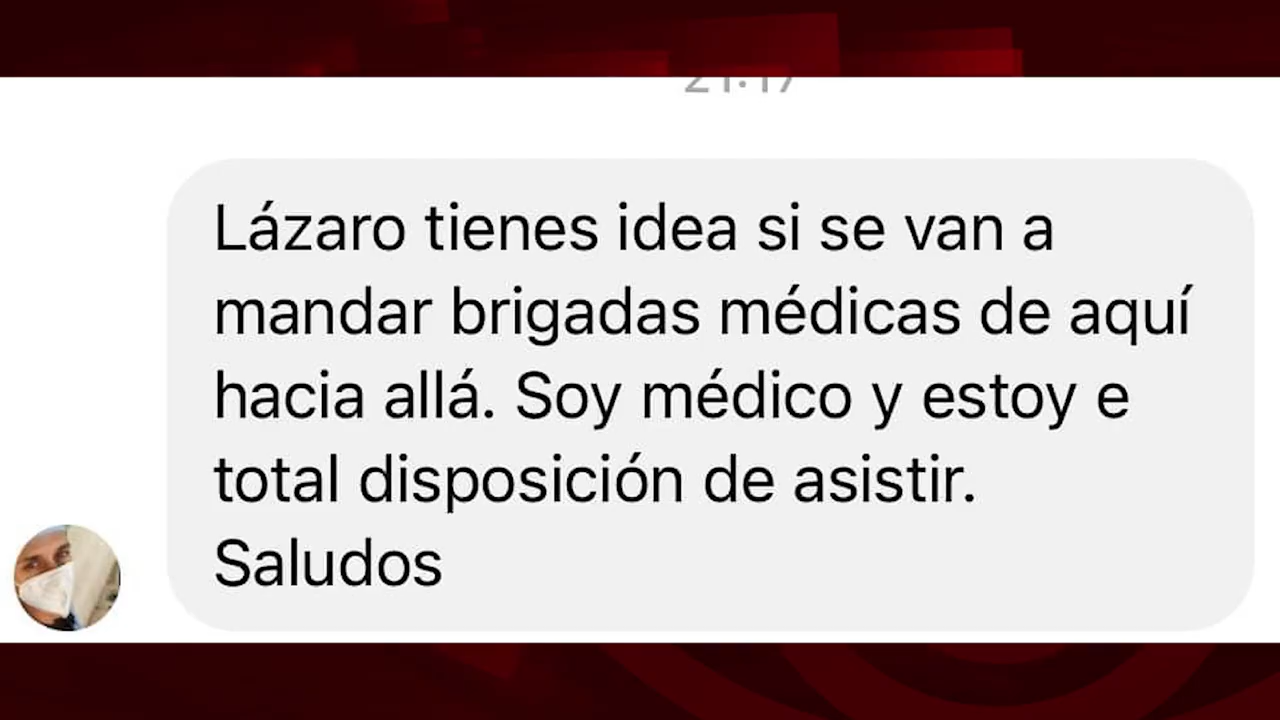 Lázaro tienes idea si se van a
mandar brigadas médicas de aquí
hacia allá. Soy médico y estoy e
total disposición de asistir.
Saludos